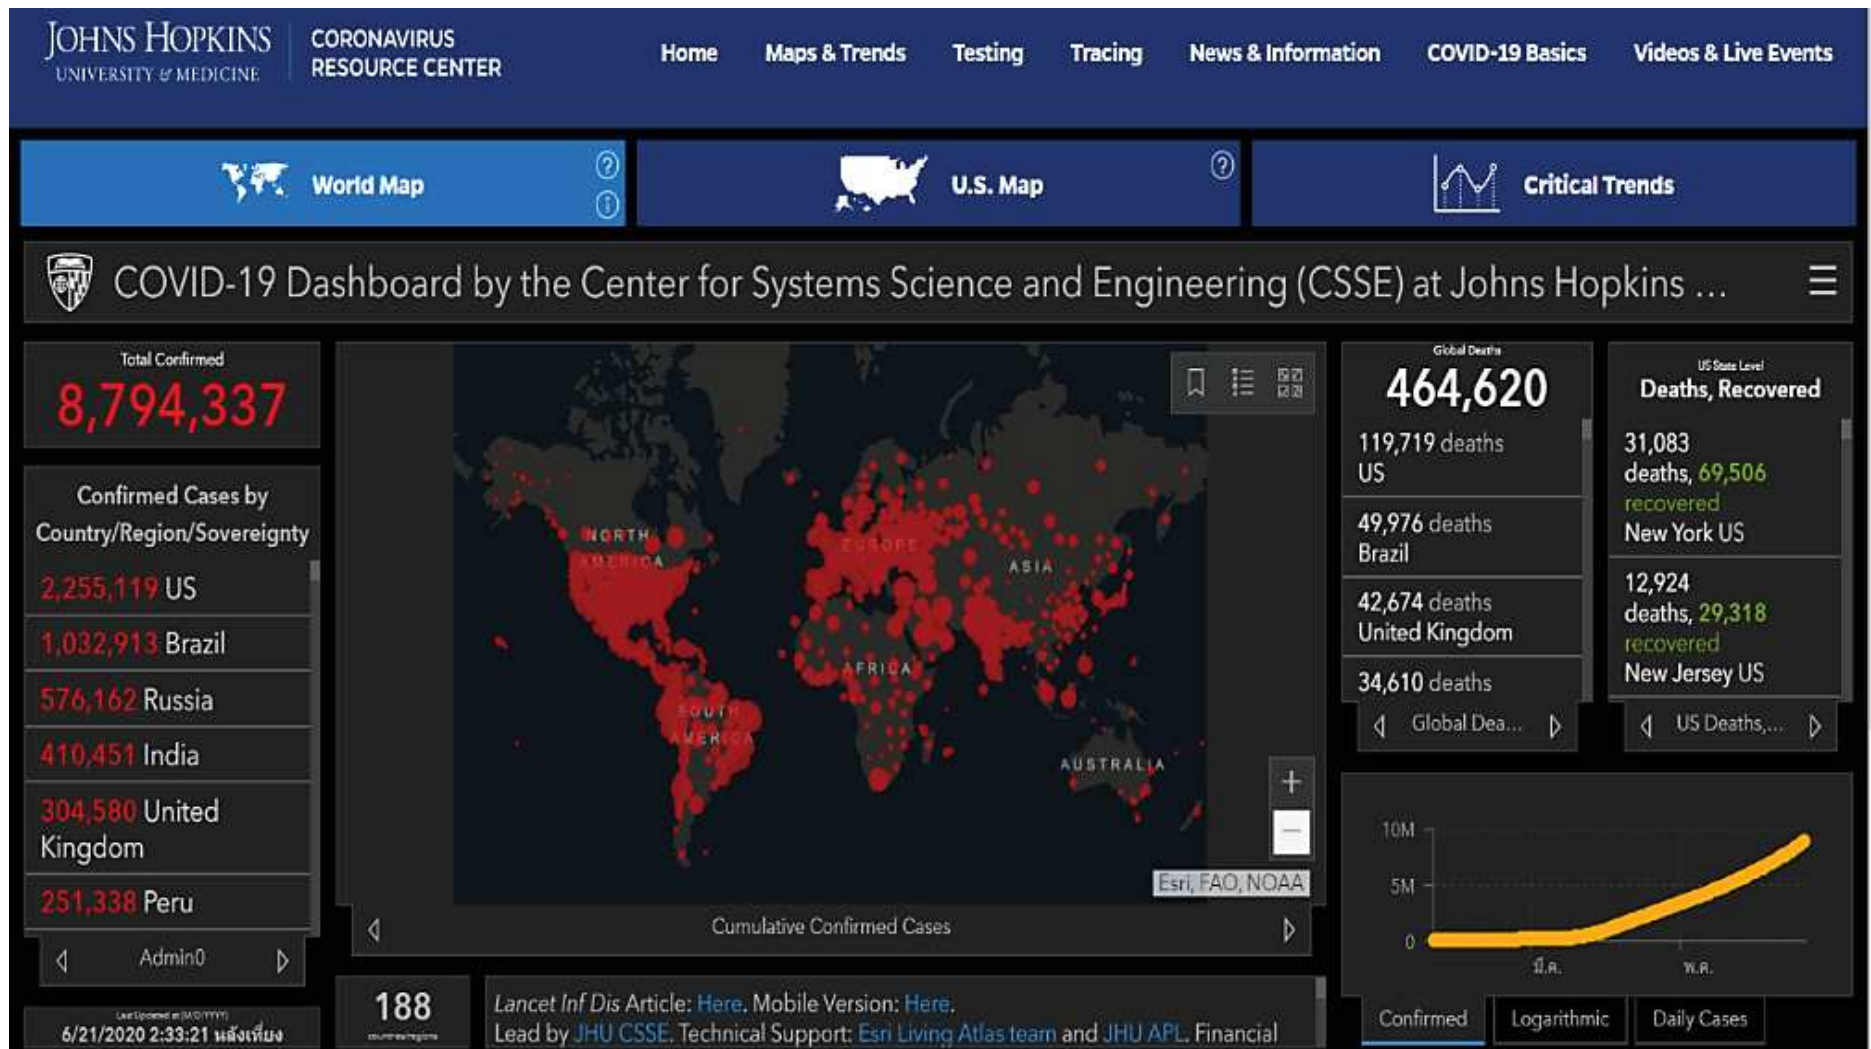 JOHNS HOPKINS
UNIVERSITY & MEDICINE
CORONAVIRUS
RESOURCE CENTER
Home
Maps & Trends
Testing
Tracing
News & Information
COVID-19 Basics
Videos & Live Events
World Map
U.S. Map
Critical Trends
COVID-19 Dashboard by the Center for Systems Science and Engineering (CSSE) at Johns Hopkins ...
Total Confirmed
8,794,337
Confirmed Cases by
Country/Region/Sovereignty
2,255,119 US
1,032,913 Brazil
576,162 Russia
410,451 India
304,580 United
Kingdom
251,338 Peru
Admin0
Last Updated at (M/D/YYYY)
6/21/2020 2:33:21 หลังเที่ยง
NORTH
AMERICA
EUROPE
ASIA
AFRICA
SOUTH
AMERICA
AUSTRALIA
+
−
Esri, FAO, NOAA
Cumulative Confirmed Cases
188
countries/regions
Lancet Inf Dis Article: Here. Mobile Version: Here.
Lead by JHU CSSE. Technical Support: Esri Living Atlas team and JHU APL. Financial
Global Deaths
464,620
119,719 deaths
US
49,976 deaths
Brazil
42,674 deaths
United Kingdom
34,610 deaths
Global Dea...
US State Level
Deaths, Recovered
31,083
deaths, 69,506
recovered
New York US
12,924
deaths, 29,318
recovered
New Jersey US
US Deaths,...
10M
5M
0
มี.ค.
พ.ค.
Confirmed
Logarithmic
Daily Cases